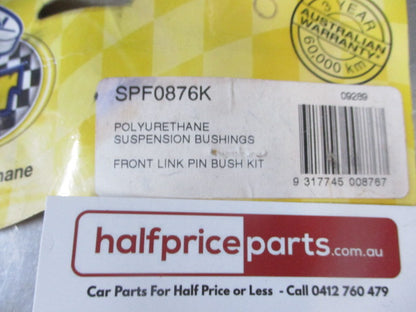 3 YEAR
AUSTRALIAN
WARRANTY
60,000 km
SPF0876K
09289
POLYURETHANE
SUSPENSION BUSHINGS
FRONT LINK PIN BUSH KIT
9 317745 008767
halfpriceparts.com.au
Car Parts For Half Price or Less - Call 0412 760 479